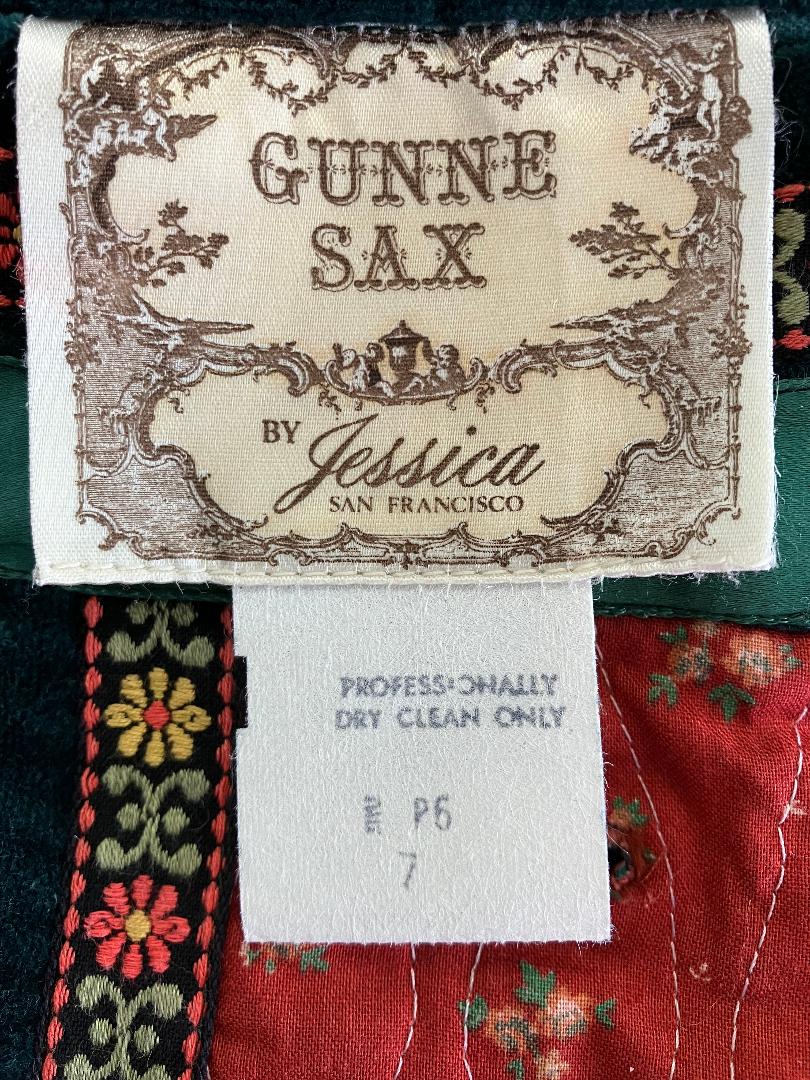 GUNNE
SAX
BY Jessica
SAN FRANCISCO
PROFESSIONALLY
DRY CLEAN ONLY
P6
7